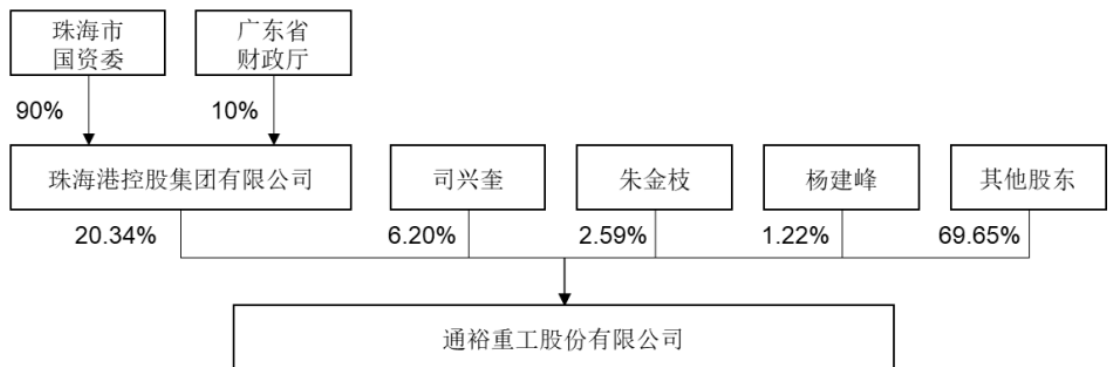 珠海市
国资委
广东省
财政厅
90%
10%
珠海港控股集团有限公司
司兴奎
朱金枝
杨建峰
其他股东
20.34%
6.20%
2.59%
1.22%
69.65%
通裕重工股份有限公司